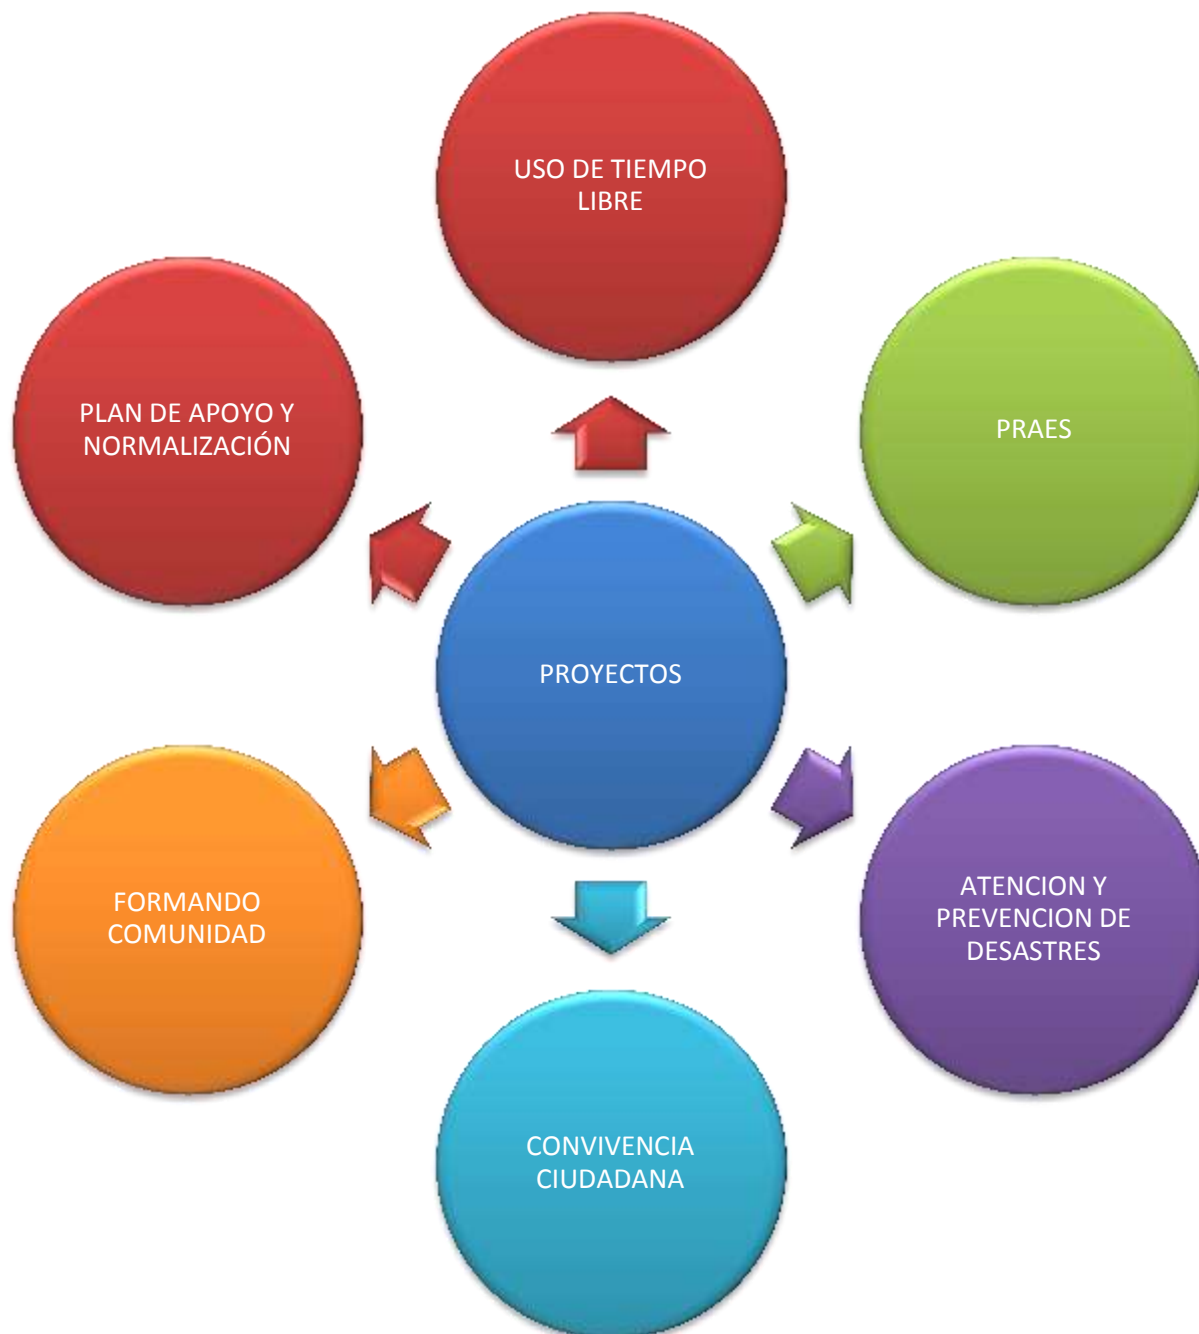 USO DE TIEMPO
LIBRE
PLAN DE APOYO Y
NORMALIZACIÓN
PRAES
PROYECTOS
FORMANDO
COMUNIDAD
ATENCION Y
PREVENCION DE
DESASTRES
CONVIVENCIA
CIUDADANA